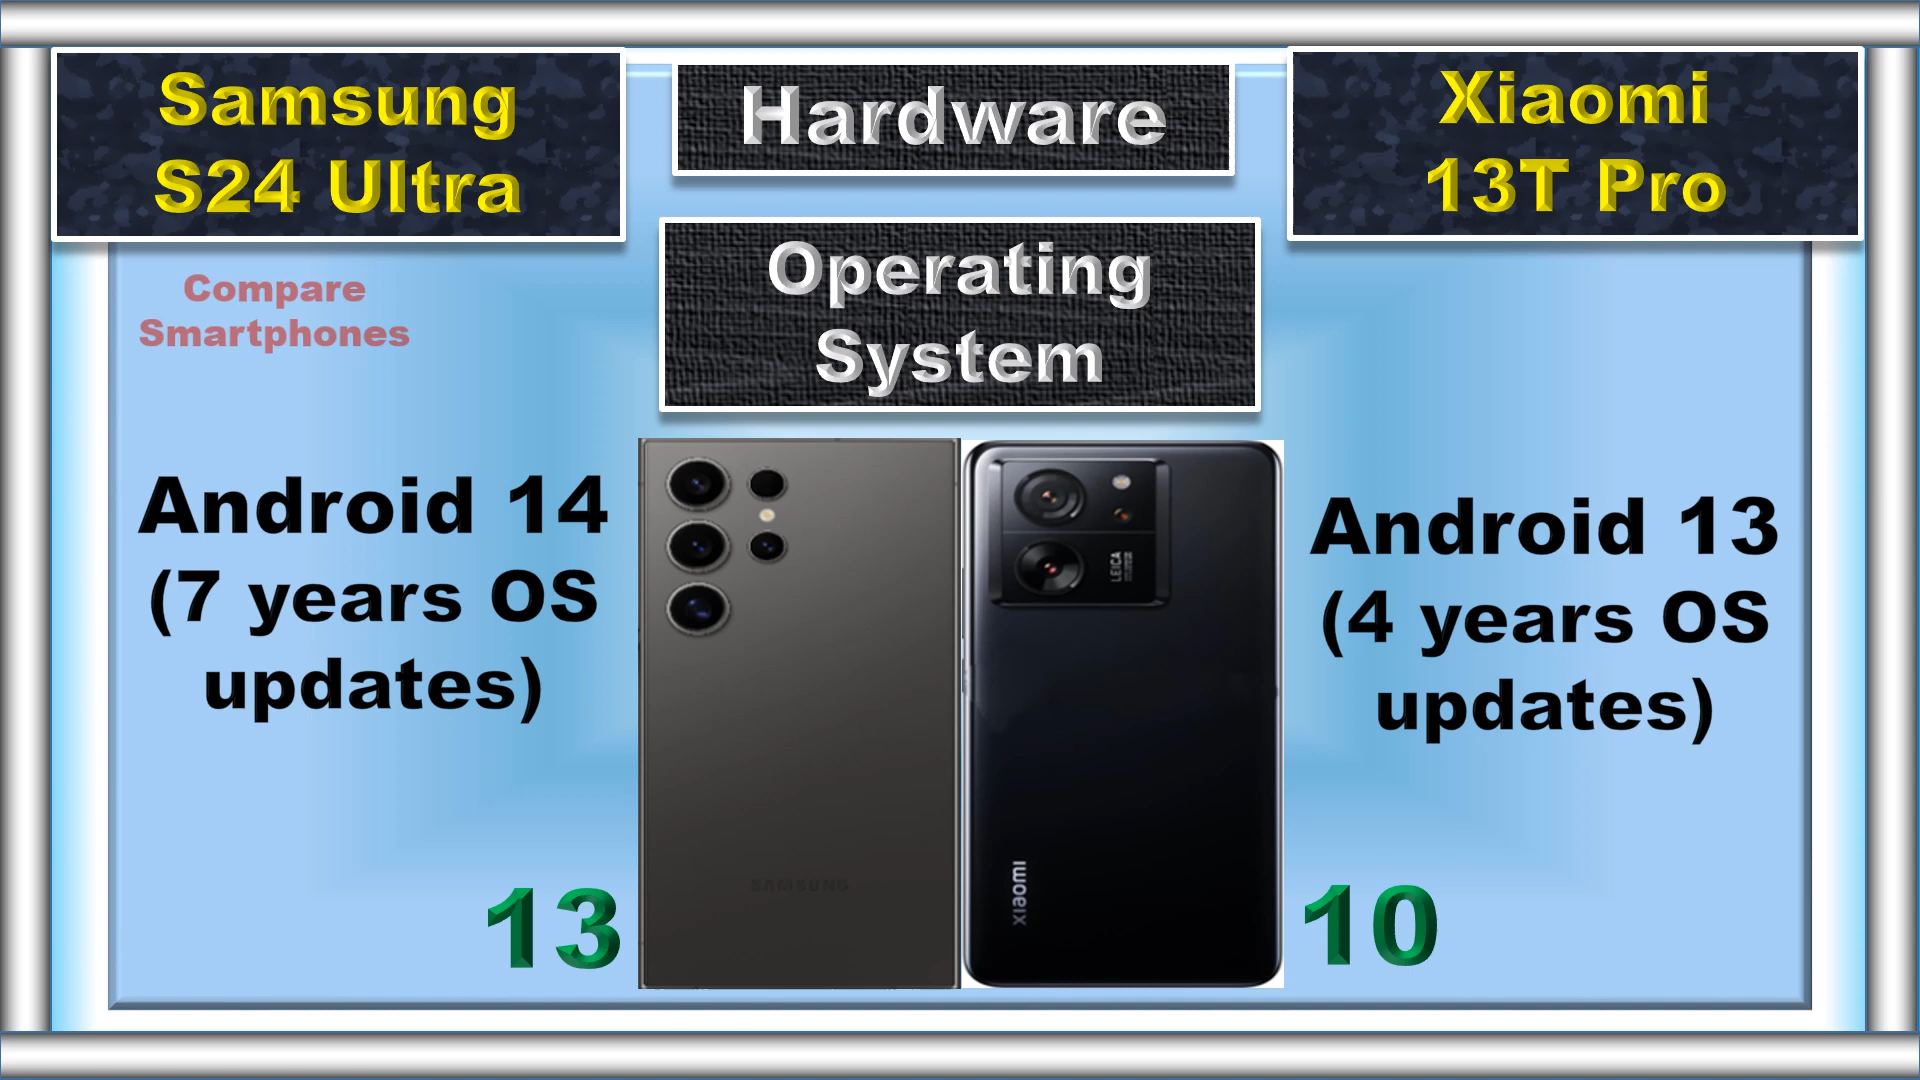 Samsung
S24 Ultra
Hardware
Xiaomi
13T Pro
Operating
System
Compare
Smartphones
Android 14
(7 years OS
updates)
Android 13
(4 years OS
updates)
LEICA
SAMSUNG
xiaomi
13
10